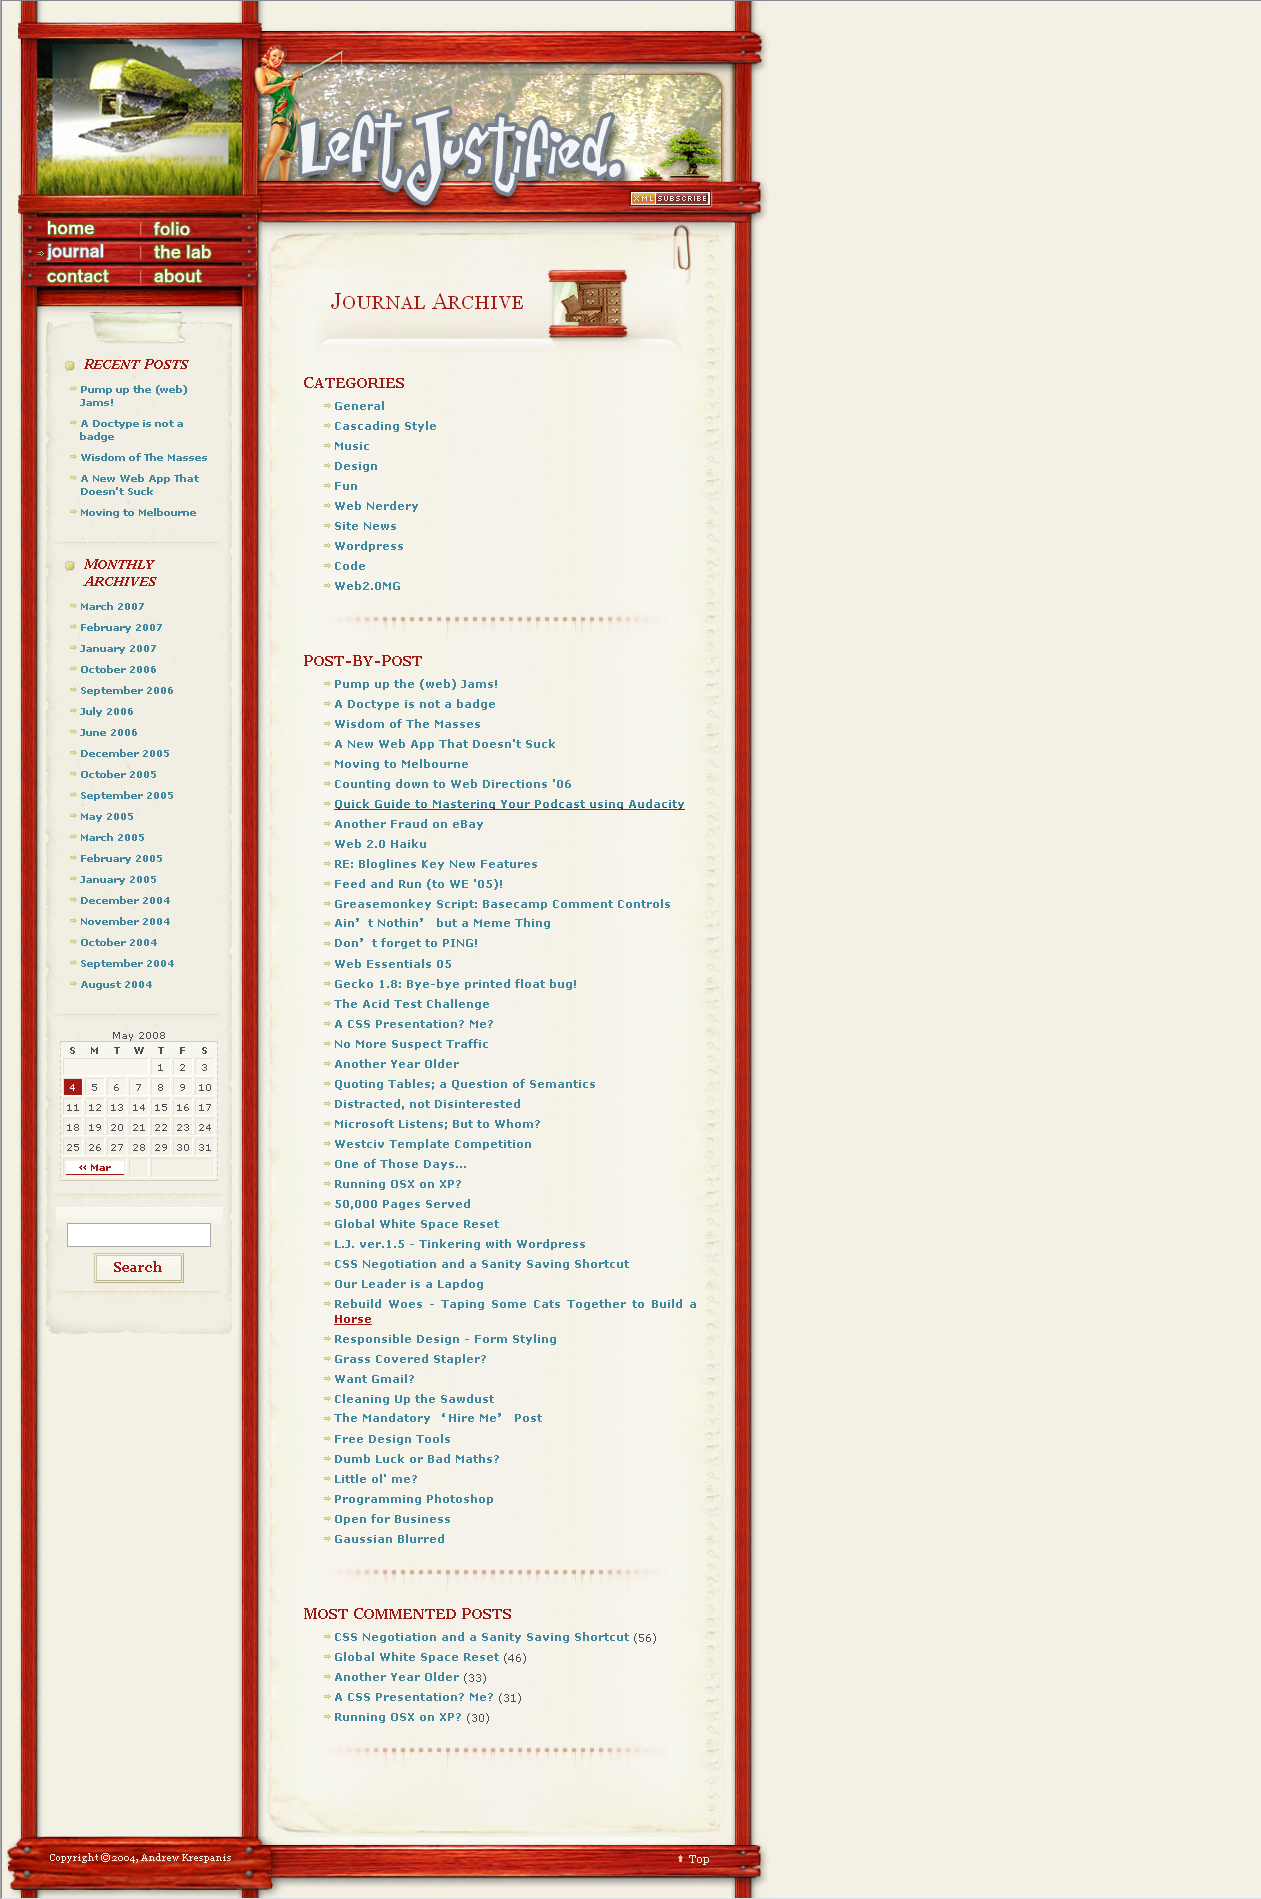 Left Justified.
XML SUBSCRIBE
home
folio
journal
the lab
contact
about
Recent Posts
Pump up the (web)
Jams!
A Doctype is not a
badge
Wisdom of The Masses
A New Web App That
Doesn't Suck
Moving to Melbourne
Monthly
Archives
March 2007
February 2007
January 2007
October 2006
September 2006
July 2006
June 2006
December 2005
October 2005
September 2005
May 2005
March 2005
February 2005
January 2005
December 2004
November 2004
October 2004
September 2004
August 2004
May 2008
S M T W T F S
1 2 3
4 5 6 7 8 9 10
11 12 13 14 15 16 17
18 19 20 21 22 23 24
25 26 27 28 29 30 31
« Mar
Search
Journal Archive
Categories
General
Cascading Style
Music
Design
Fun
Web Nerdery
Site News
Wordpress
Code
Web2.0MG
Post-By-Post
Pump up the (web) Jams!
A Doctype is not a badge
Wisdom of The Masses
A New Web App That Doesn't Suck
Moving to Melbourne
Counting down to Web Directions '06
Quick Guide to Mastering Your Podcast using Audacity
Another Fraud on eBay
Web 2.0 Haiku
RE: Bloglines Key New Features
Feed and Run (to WE '05)!
Greasemonkey Script: Basecamp Comment Controls
Ain’t Nothin’ but a Meme Thing
Don’t forget to PING!
Web Essentials 05
Gecko 1.8: Bye-bye printed float bug!
The Acid Test Challenge
A CSS Presentation? Me?
No More Suspect Traffic
Another Year Older
Quoting Tables; a Question of Semantics
Distracted, not Disinterested
Microsoft Listens; But to Whom?
Westciv Template Competition
One of Those Days...
Running OSX on XP?
50,000 Pages Served
Global White Space Reset
L.J. ver.1.5 - Tinkering with Wordpress
CSS Negotiation and a Sanity Saving Shortcut
Our Leader is a Lapdog
Rebuild Woes - Taping Some Cats Together to Build a
Horse
Responsible Design - Form Styling
Grass Covered Stapler?
Want Gmail?
Cleaning Up the Sawdust
The Mandatory ‘Hire Me’ Post
Free Design Tools
Dumb Luck or Bad Maths?
Little ol' me?
Programming Photoshop
Open for Business
Gaussian Blurred
Most Commented Posts
CSS Negotiation and a Sanity Saving Shortcut (56)
Global White Space Reset (46)
Another Year Older (33)
A CSS Presentation? Me? (31)
Running OSX on XP? (30)
Copyright ©2004, Andrew Krespanis
Top